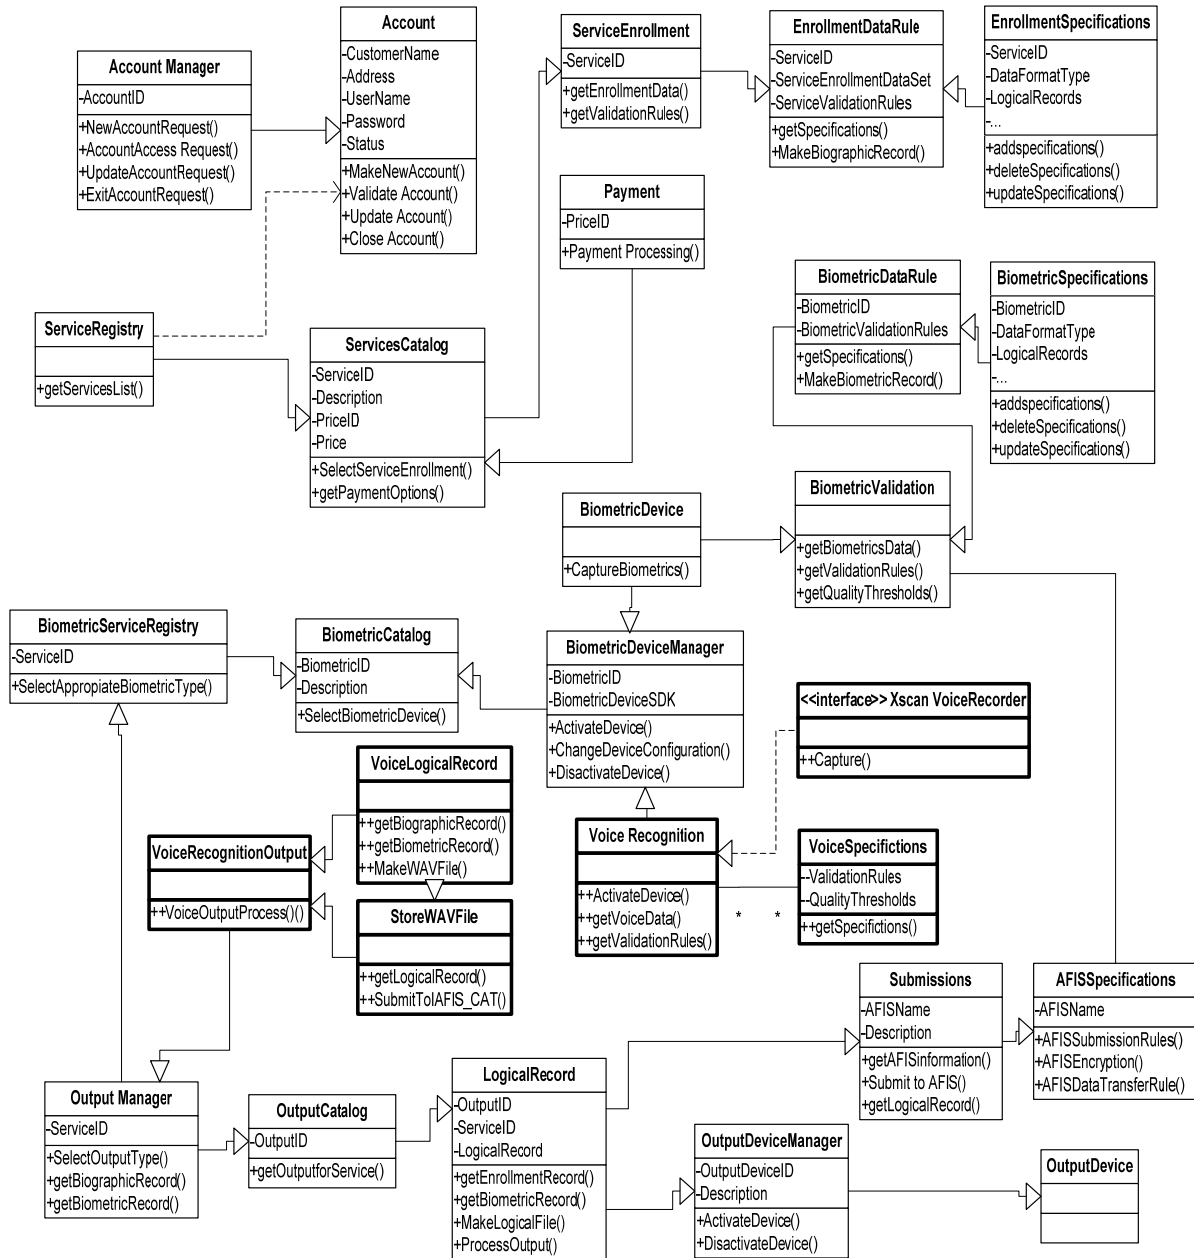 Account Manager
-AccountID
+NewAccountRequest()
+AccountAccess Request()
+UpdateAccountRequest()
+ExitAccountRequest()
Account
-CustomerName
-Address
-UserName
-Password
-Status
+MakeNewAccount()
+Validate Account()
+Update Account()
+Close Account()
ServiceEnrollment
-ServiceID
+getEnrollmentData()
+getValidationRules()
EnrollmentDataRule
-ServiceID
-ServiceEnrollmentDataSet
-ServiceValidationRules
+getSpecifications()
+MakeBiographicRecord()
EnrollmentSpecifications
-ServiceID
-DataFormatType
-LogicalRecords
-...
+addspecifications()
+deleteSpecifications()
+updateSpecifications()
Payment
-PriceID
+Payment Processing()
ServiceRegistry
+getServicesList()
ServicesCatalog
-ServiceID
-Description
-PriceID
-Price
+SelectServiceEnrollment()
+getPaymentOptions()
BiometricDataRule
-BiometricID
-BiometricValidationRules
+getSpecifications()
+MakeBiometricRecord()
BiometricSpecifications
-BiometricID
-DataFormatType
-LogicalRecords
-...
+addspecifications()
+deleteSpecifications()
+updateSpecifications()
BiometricDevice
+CaptureBiometrics()
BiometricValidation
+getBiometricsData()
+getValidationRules()
+getQualityThresholds()
BiometricServiceRegistry
-ServiceID
+SelectAppropiateBiometricType()
BiometricCatalog
-BiometricID
-Description
+SelectBiometricDevice()
BiometricDeviceManager
-BiometricID
-BiometricDeviceSDK
+ActivateDevice()
+ChangeDeviceConfiguration()
+DisactivateDevice()
<<interface>> Xscan VoiceRecorder
++Capture()
VoiceLogicalRecord
++getBiographicRecord()
++getBiometricRecord()
++MakeWAVFile()
VoiceRecognitionOutput
++VoiceOutputProcess()()
StoreWAVFile
++getLogicalRecord()
++SubmitToIAFIS_CAT()
Voice Recognition
++ActivateDevice()
++getVoiceData()
++getValidationRules()
* *
VoiceSpecifictions
--ValidationRules
--QualityThresholds
++getSpecifictions()
Submissions
-AFISName
-Description
+getAFISinformation()
+Submit to AFIS()
+getLogicalRecord()
AFISSpecifications
-AFISName
+AFISSubmissionRules()
+AFISEncryption()
+AFISDataTransferRule()
Output Manager
-ServiceID
+SelectOutputType()
+getBiographicRecord()
+getBiometricRecord()
OutputCatalog
-OutputID
+getOutputforService()
LogicalRecord
-OutputID
-ServiceID
-LogicalRecord
+getEnrollmentRecord()
+getBiometricRecord()
+MakeLogicalFile()
+ProcessOutput()
OutputDeviceManager
-OutputDeviceID
-Description
+ActivateDevice()
+DisactivateDevice()
OutputDevice